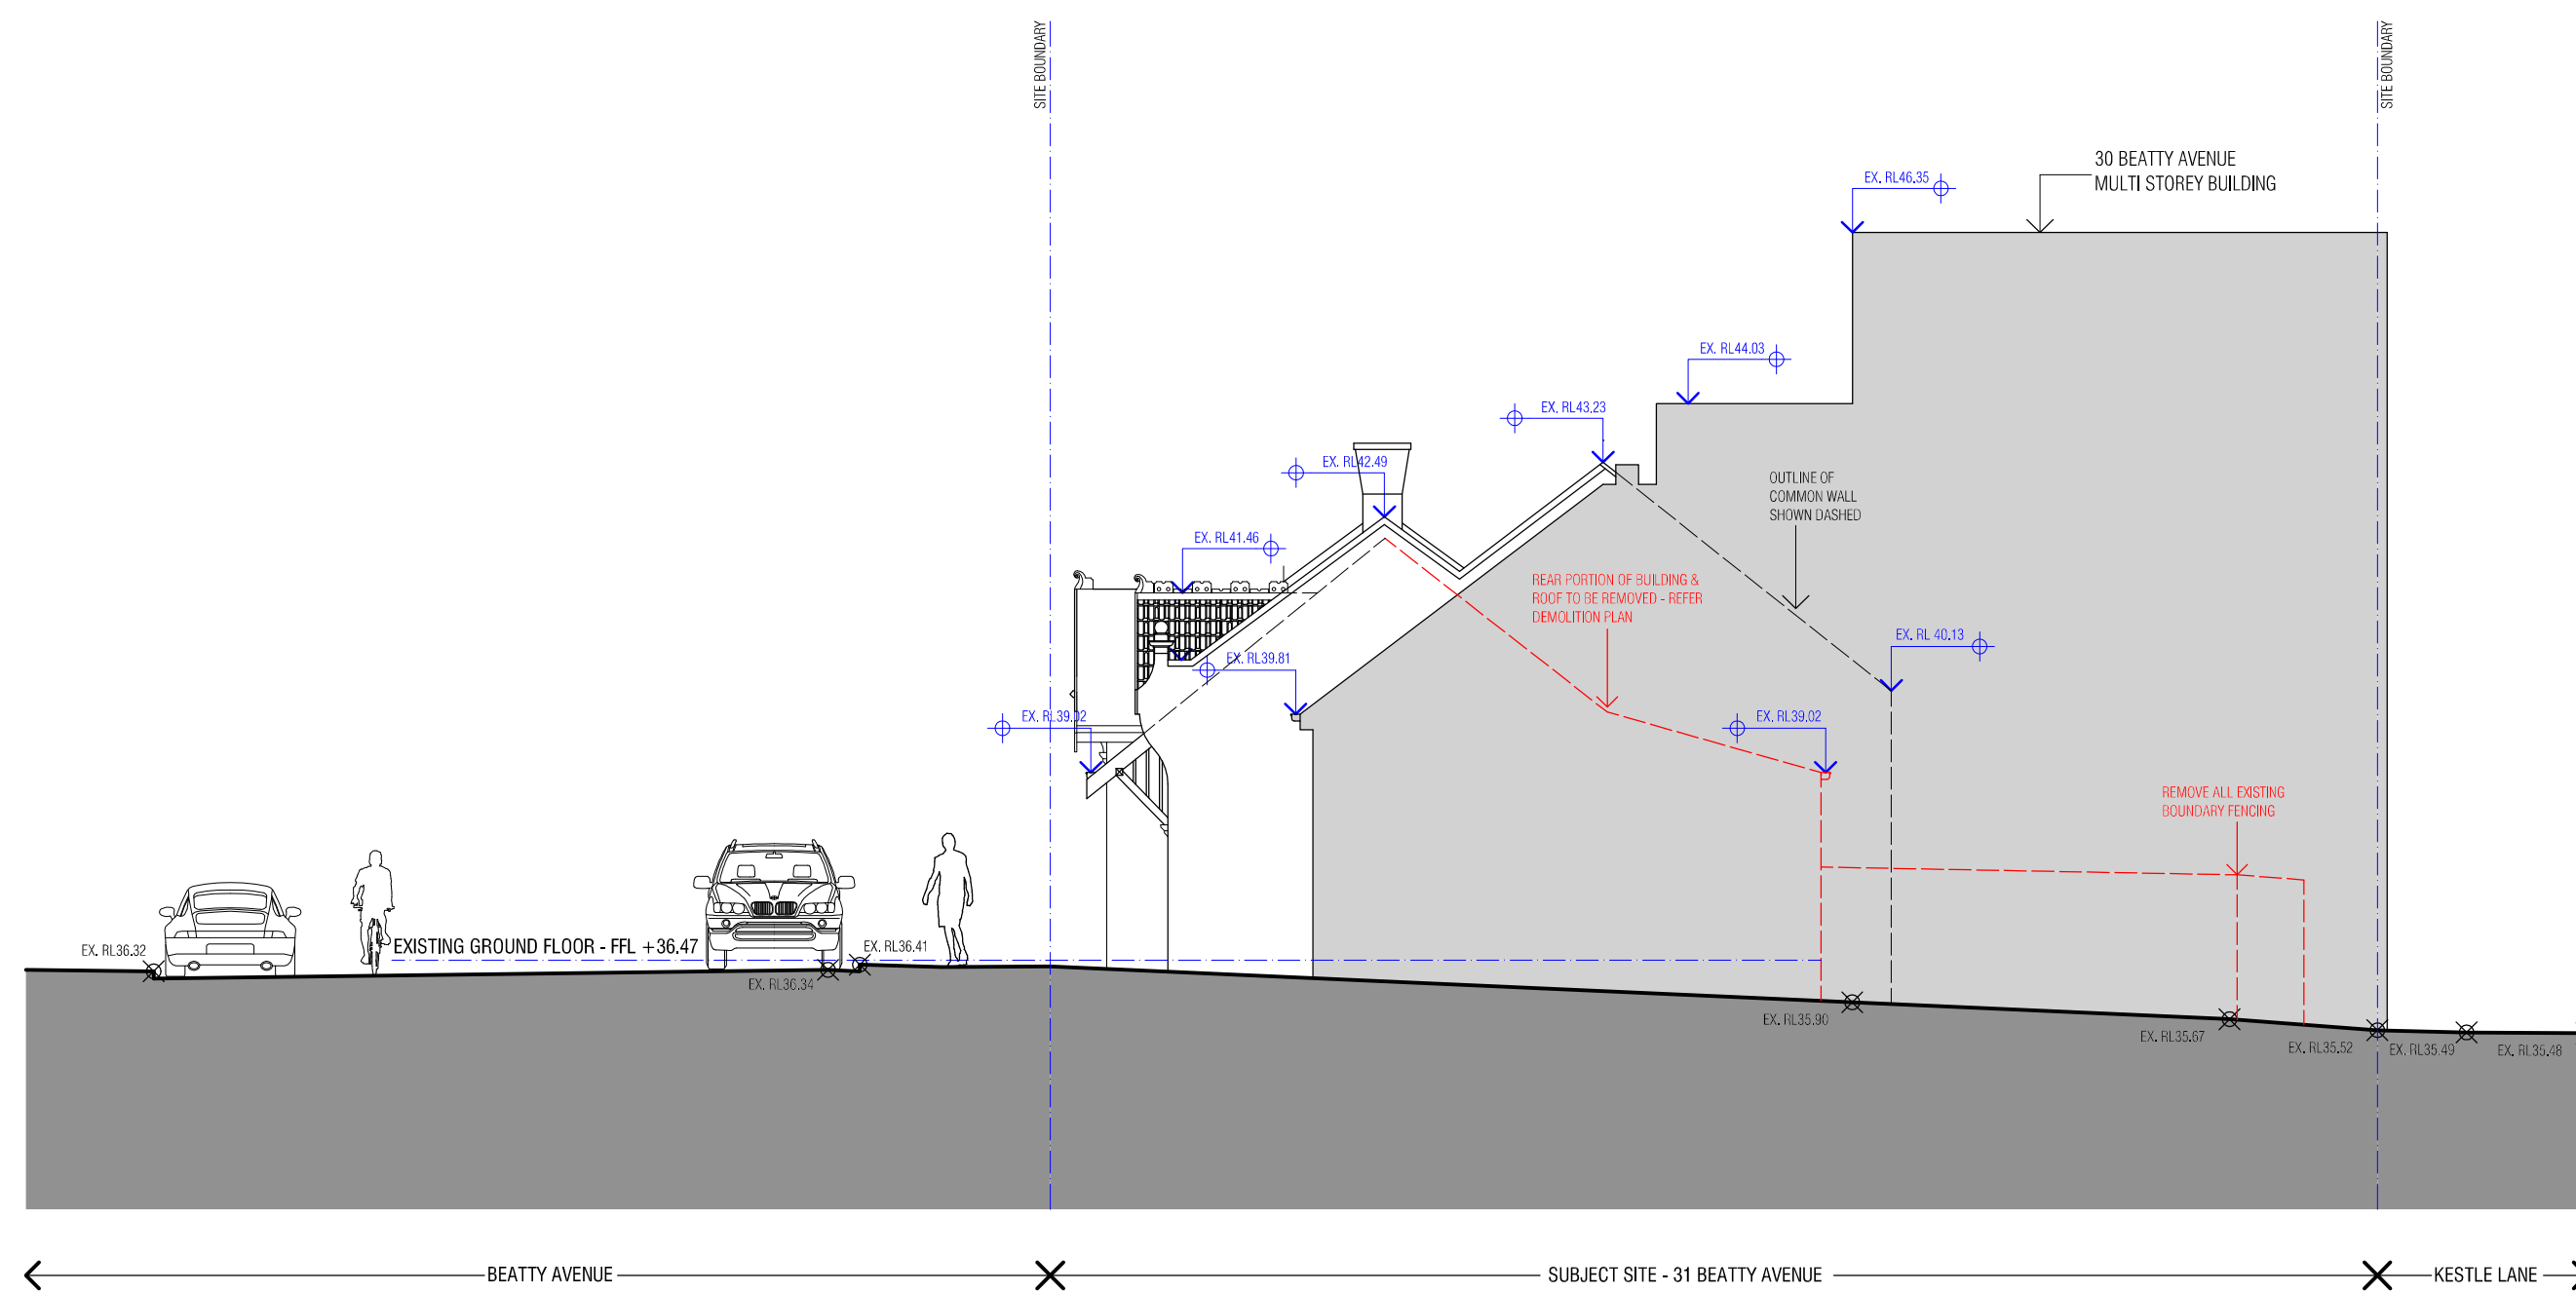 SITE BOUNDARY
SITE BOUNDARY
30 BEATTY AVENUE
MULTI STOREY BUILDING
EX. RL46.35
EX. RL44.03
EX. RL43.23
EX. RL42.49
OUTLINE OF
COMMON WALL
SHOWN DASHED
EX. RL41.46
REAR PORTION OF BUILDING &
ROOF TO BE REMOVED - REFER
DEMOLITION PLAN
EX. RL 40.13
EX. RL39.81
EX. RL39.02
EX. RL39.02
REMOVE ALL EXISTING
BOUNDARY FENCING
EX. RL36.32
EXISTING GROUND FLOOR - FFL +36.47
EX. RL36.41
EX. RL36.34
EX. RL35.90
EX. RL35.67
EX. RL35.52
EX. RL35.49
EX. RL35.48
BEATTY AVENUE
SUBJECT SITE - 31 BEATTY AVENUE
KESTLE LANE